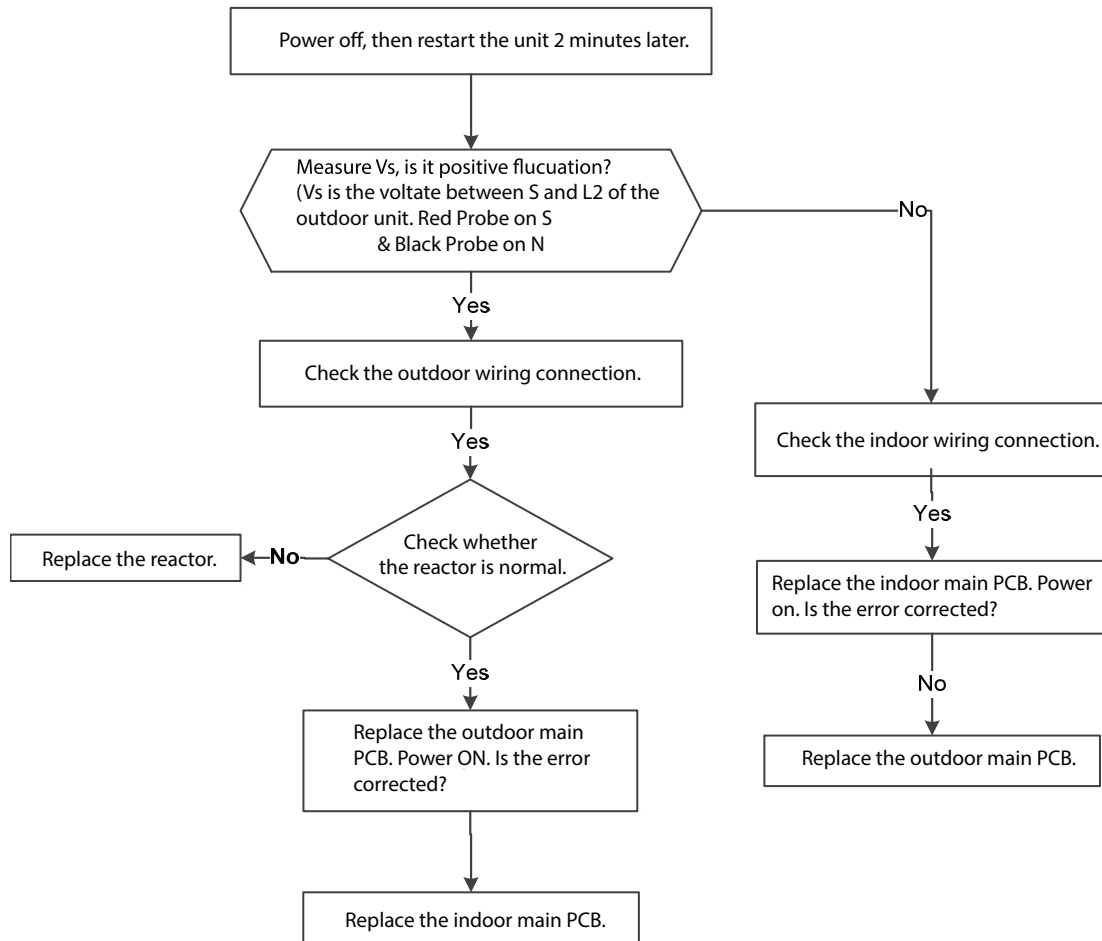 Power off, then restart the unit 2 minutes later.
Measure Vs, is it positive flucuation?
(Vs is the voltate between S and L2 of the
outdoor unit. Red Probe on S
& Black Probe on N
No
Yes
Check the outdoor wiring connection.
Yes
Check the indoor wiring connection.
Yes
Check whether
the reactor is normal.
No
Replace the reactor.
Replace the indoor main PCB. Power
on. Is the error corrected?
Yes
No
Replace the outdoor main
PCB. Power ON. Is the error
corrected?
Replace the outdoor main PCB.
Replace the indoor main PCB.